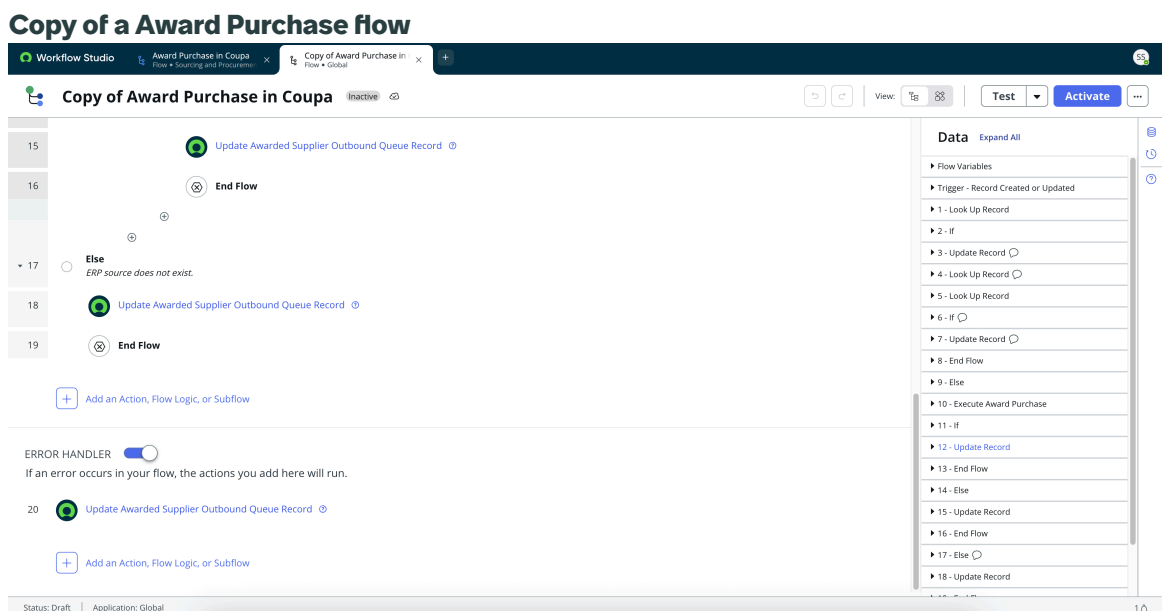 Copy of a Award Purchase flow
Workflow Studio
Award Purchase in Coupa
Flow • Sourcing and Procuremen
Copy of Award Purchase in
Flow • Global
SS
Copy of Award Purchase in Coupa
Inactive
View:
Test
Activate
15
Update Awarded Supplier Outbound Queue Record
16
End Flow
17
Else
ERP source does not exist.
18
Update Awarded Supplier Outbound Queue Record
19
End Flow
Add an Action, Flow Logic, or Subflow
ERROR HANDLER
If an error occurs in your flow, the actions you add here will run.
20
Update Awarded Supplier Outbound Queue Record
Add an Action, Flow Logic, or Subflow
Data
Expand All
Flow Variables
Trigger - Record Created or Updated
1 - Look Up Record
2 - If
3 - Update Record
4 - Look Up Record
5 - Look Up Record
6 - If
7 - Update Record
8 - End Flow
9 - Else
10 - Execute Award Purchase
11 - If
12 - Update Record
13 - End Flow
14 - Else
15 - Update Record
16 - End Flow
17 - Else
18 - Update Record
Status: Draft
Application: Global